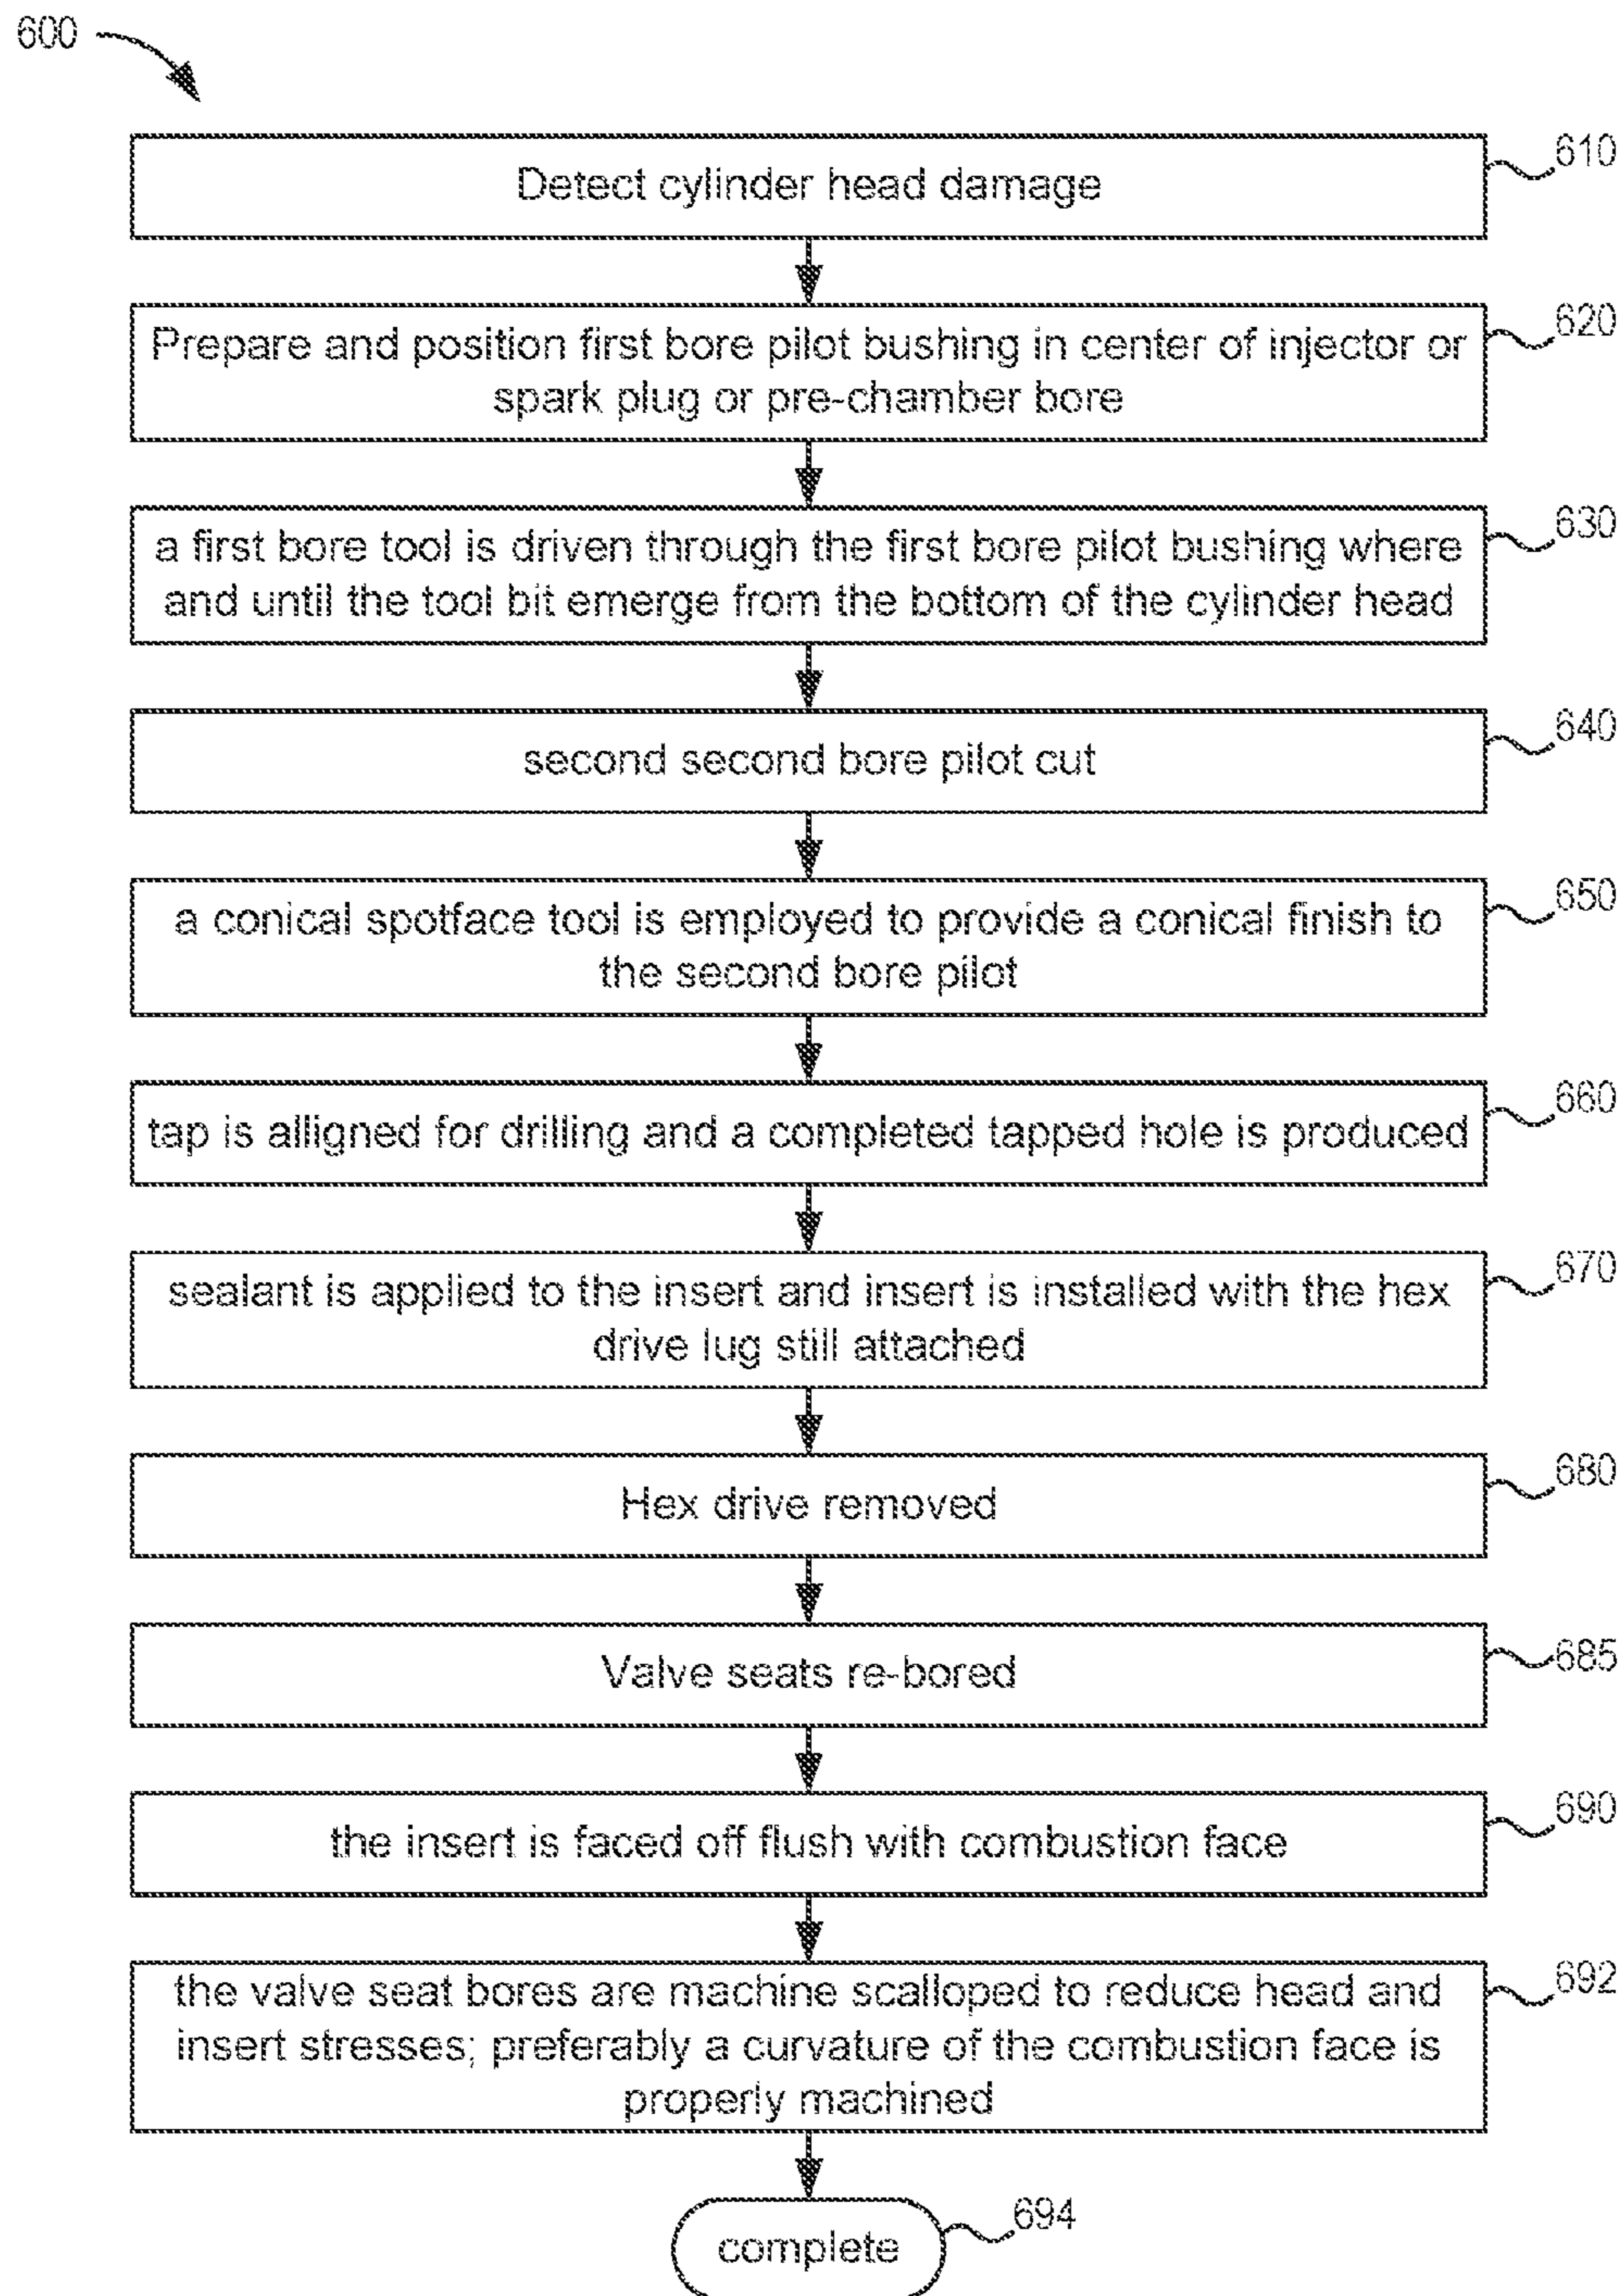 600
610
Detect cylinder head damage
620
Prepare and position first bore pilot bushing in center of injector or
spark plug or pre-chamber bore
630
a first bore tool is driven through the first bore pilot bushing where
and until the tool bit emerge from the bottom of the cylinder head
640
second second bore pilot cut
650
a conical spotface tool is employed to provide a conical finish to
the second bore pilot
660
tap is alligned for drilling and a completed tapped hole is produced
670
sealant is applied to the insert and insert is installed with the hex
drive lug still attached
680
Hex drive removed
685
Valve seats re-bored
690
the insert is faced off flush with combustion face
692
the valve seat bores are machine scalloped to reduce head and
insert stresses; preferably a curvature of the combustion face is
properly machined
694
complete